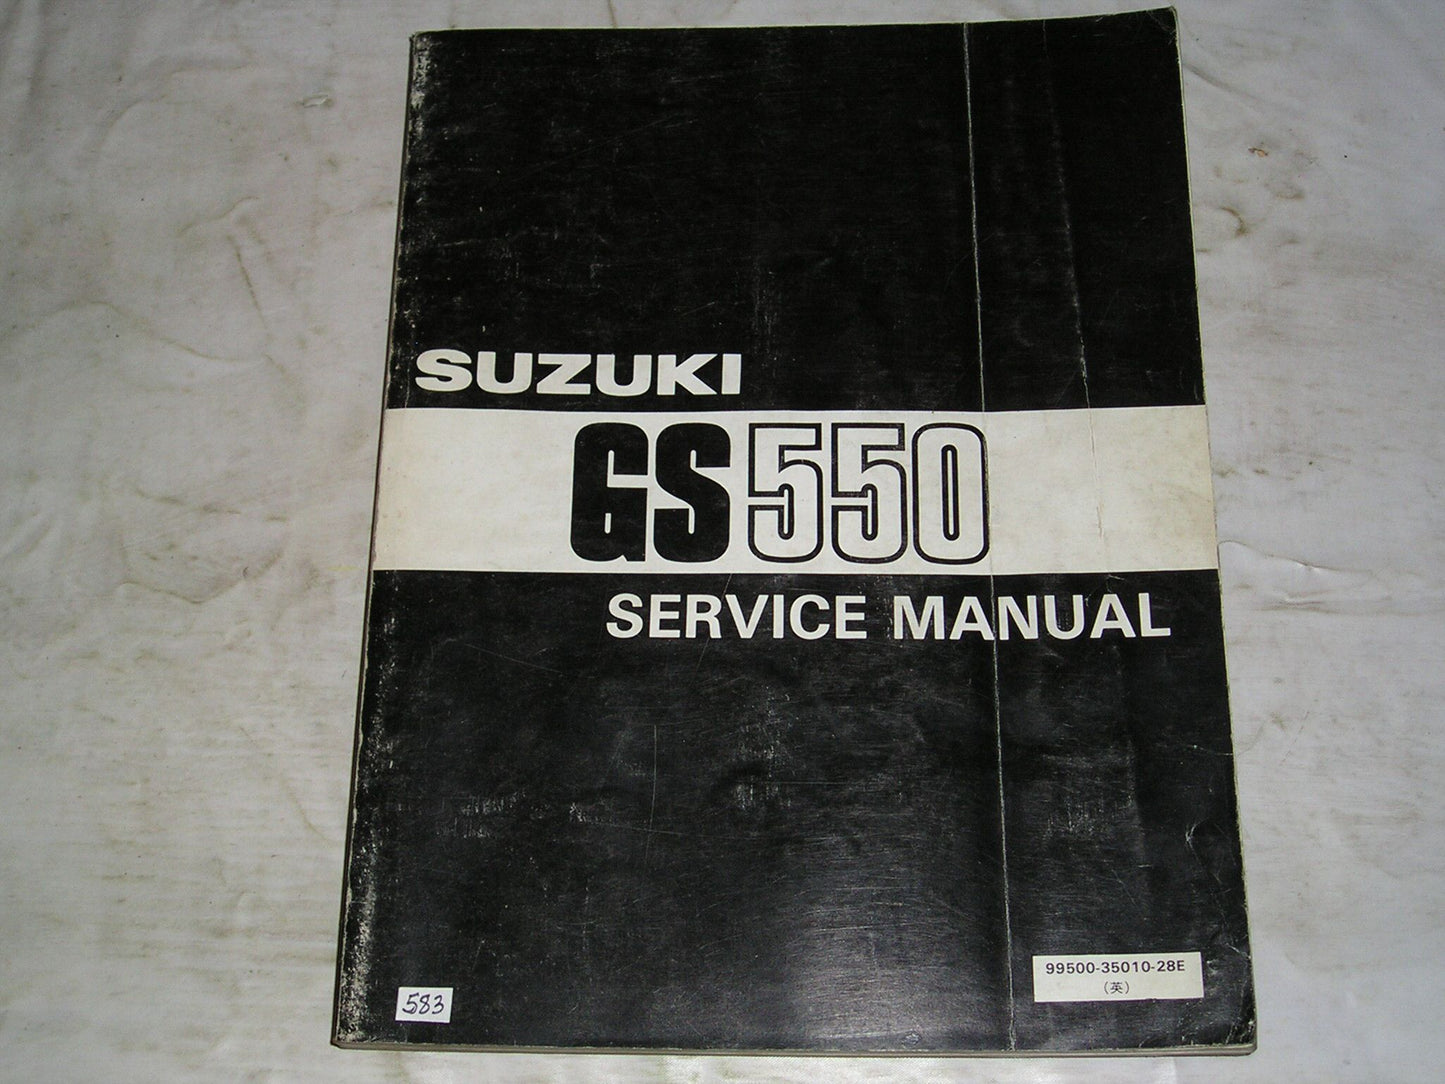 SUZUKI
GS550
SERVICE MANUAL
99500-35010-28E
(英)
583